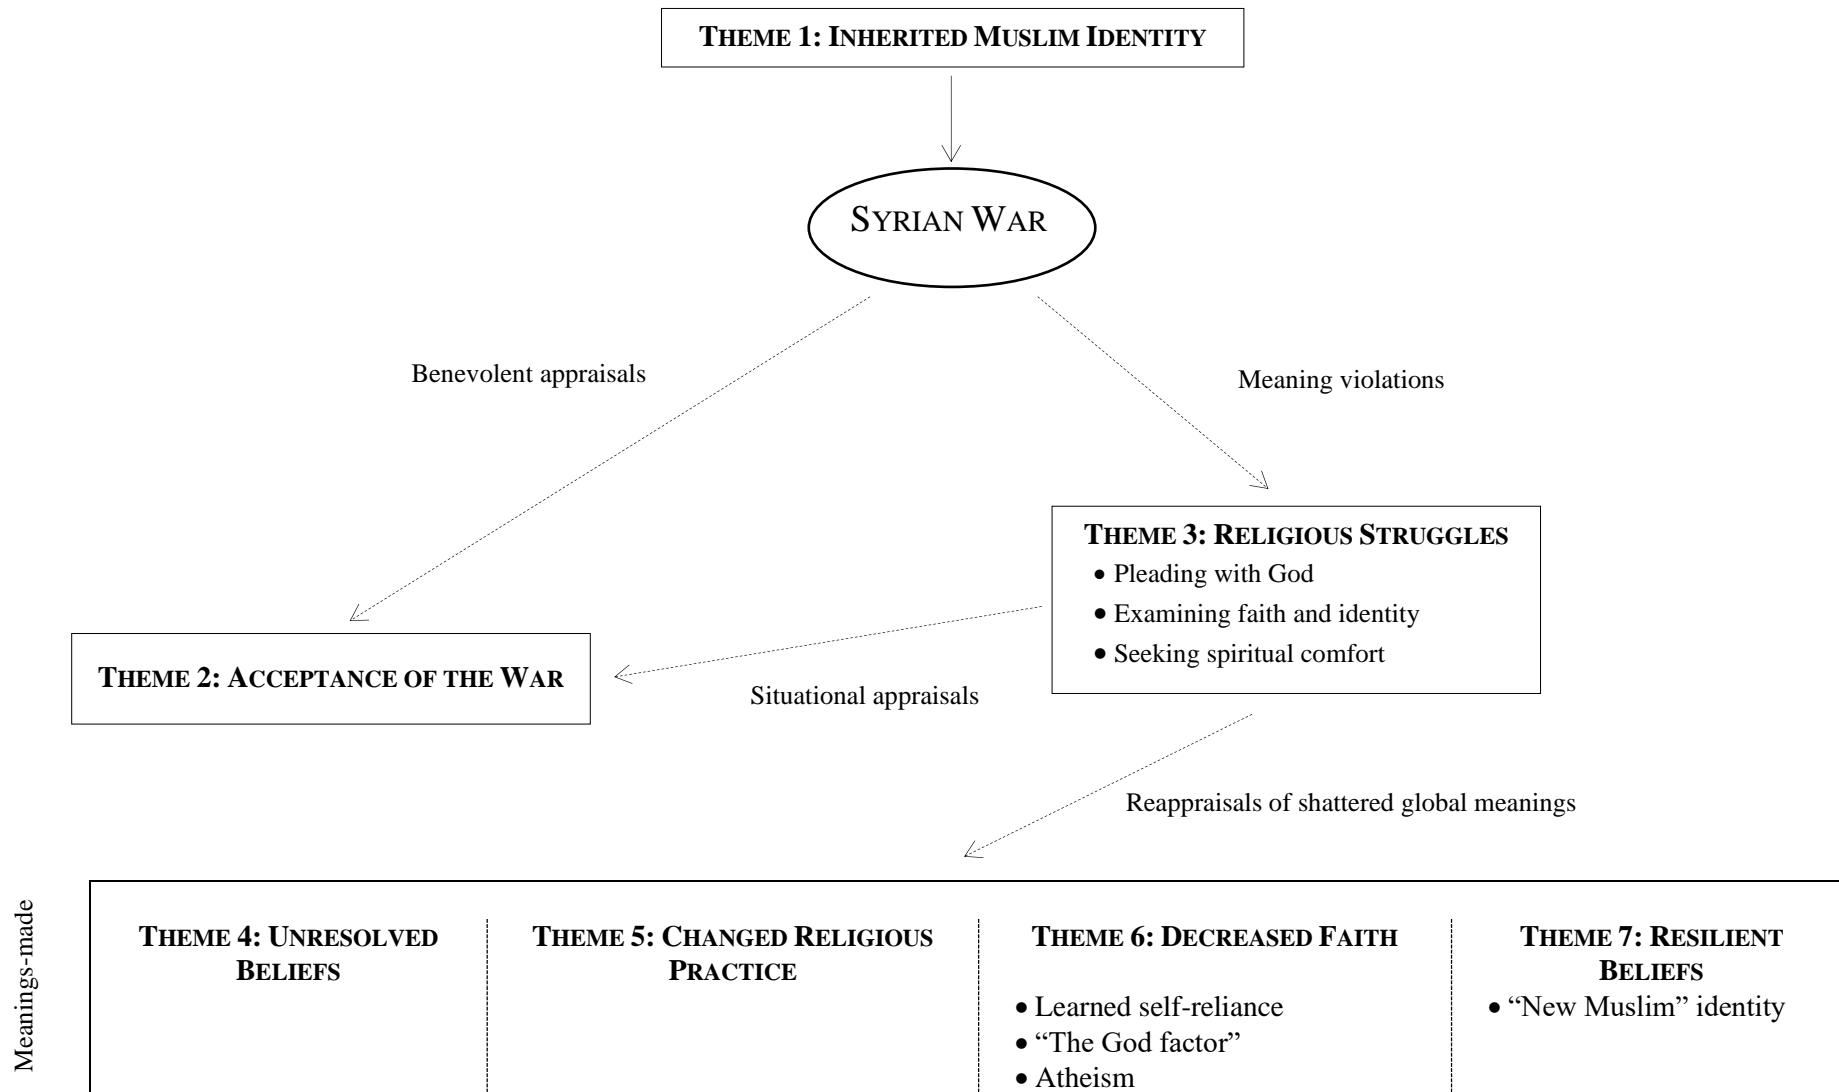 THEME 1: INHERITED MUSLIM IDENTITY
SYRIAN WAR
Benevolent appraisals
Meaning violations
THEME 3: RELIGIOUS STRUGGLES
• Pleading with God
• Examining faith and identity
• Seeking spiritual comfort
THEME 2: ACCEPTANCE OF THE WAR
Situational appraisals
Reappraisals of shattered global meanings
Meanings-made
THEME 4: UNRESOLVED
BELIEFS
THEME 5: CHANGED RELIGIOUS
PRACTICE
THEME 6: DECREASED FAITH
• Learned self-reliance
• “The God factor”
• Atheism
THEME 7: RESILIENT
BELIEFS
• “New Muslim” identity